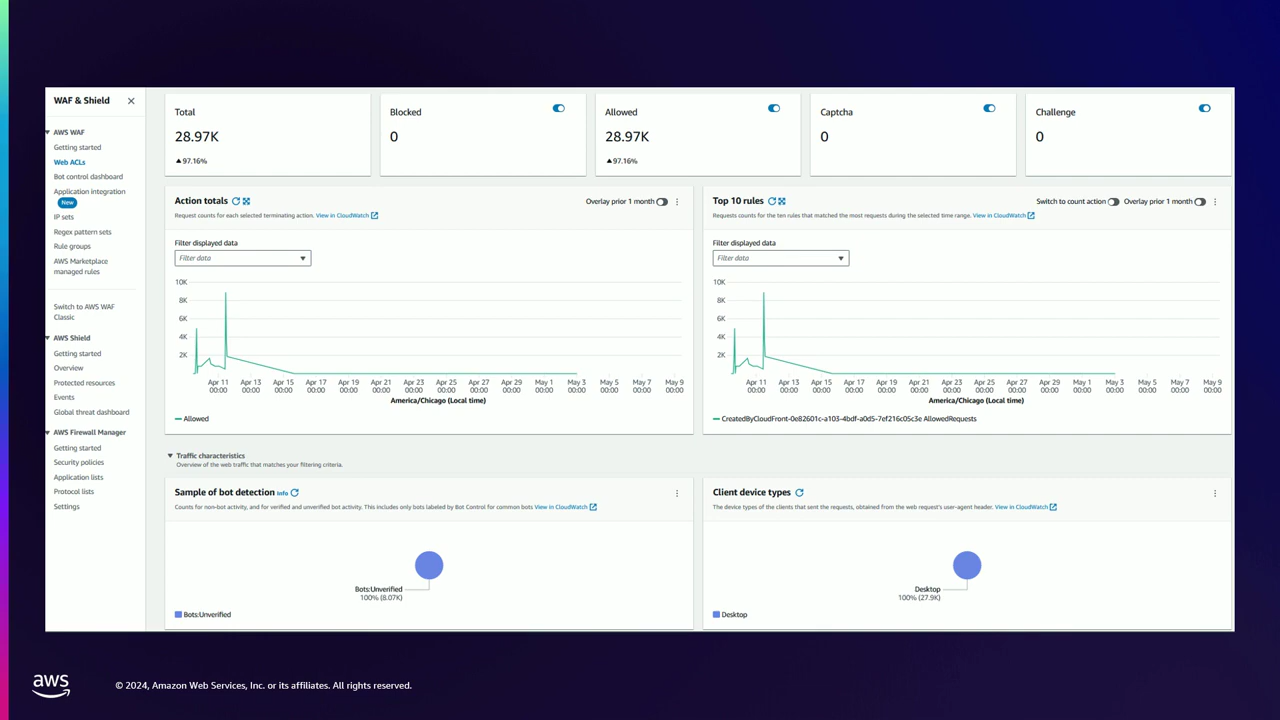 WAF & Shield
AWS WAF
Getting started
Web ACLs
Bot control dashboard
Application integration
New
IP sets
Regex pattern sets
Rule groups
AWS Marketplace
managed rules
Switch to AWS WAF
Classic
AWS Shield
Getting started
Overview
Protected resources
Events
Global threat dashboard
AWS Firewall Manager
Getting started
Security policies
Application lists
Protocol lists
Settings
Total
28.97K
97.16%
Blocked
0
Allowed
28.97K
97.16%
Captcha
0
Challenge
0
Action totals
Overlay prior 1 month
Request counts for each selected terminating action. View in CloudWatch
Filter displayed data
Filter data
10K
8K
6K
4K
2K
Apr 11 Apr 13 Apr 15 Apr 17 Apr 19 Apr 21 Apr 23 Apr 25 Apr 27 Apr 29 May 1 May 3 May 5 May 7 May 9
00:00 00:00 00:00 00:00 00:00 00:00 00:00 00:00 00:00 00:00 00:00 00:00 00:00 00:00 00:00
America/Chicago (Local time)
Allowed
Top 10 rules
Switch to count action Overlay prior 1 month
Requests counts for the ten rules that matched the most requests during the selected time range. View in CloudWatch
Filter displayed data
Filter data
10K
8K
6K
4K
2K
Apr 11 Apr 13 Apr 15 Apr 17 Apr 19 Apr 21 Apr 23 Apr 25 Apr 27 Apr 29 May 1 May 3 May 5 May 7 May 9
00:00 00:00 00:00 00:00 00:00 00:00 00:00 00:00 00:00 00:00 00:00 00:00 00:00 00:00 00:00
America/Chicago (Local time)
CreatedByCloudFront-0e82601c-a103-4bdf-a0d5-7ef216c05c3e AllowedRequests
Traffic characteristics
Overview of the web traffic that matches your filtering criteria.
Sample of bot detection Info
Counts for non-bot activity, and for verified and unverified bot activity. This includes only bots labeled by Bot Control for common bots View in CloudWatch
Bots:Unverified
100% (8.07K)
Bots:Unverified
Client device types
The device types of the clients that sent the requests, obtained from the web request's user-agent header. View in CloudWatch
Desktop
100% (27.9K)
Desktop
aws
© 2024, Amazon Web Services, Inc. or its affiliates. All rights reserved.